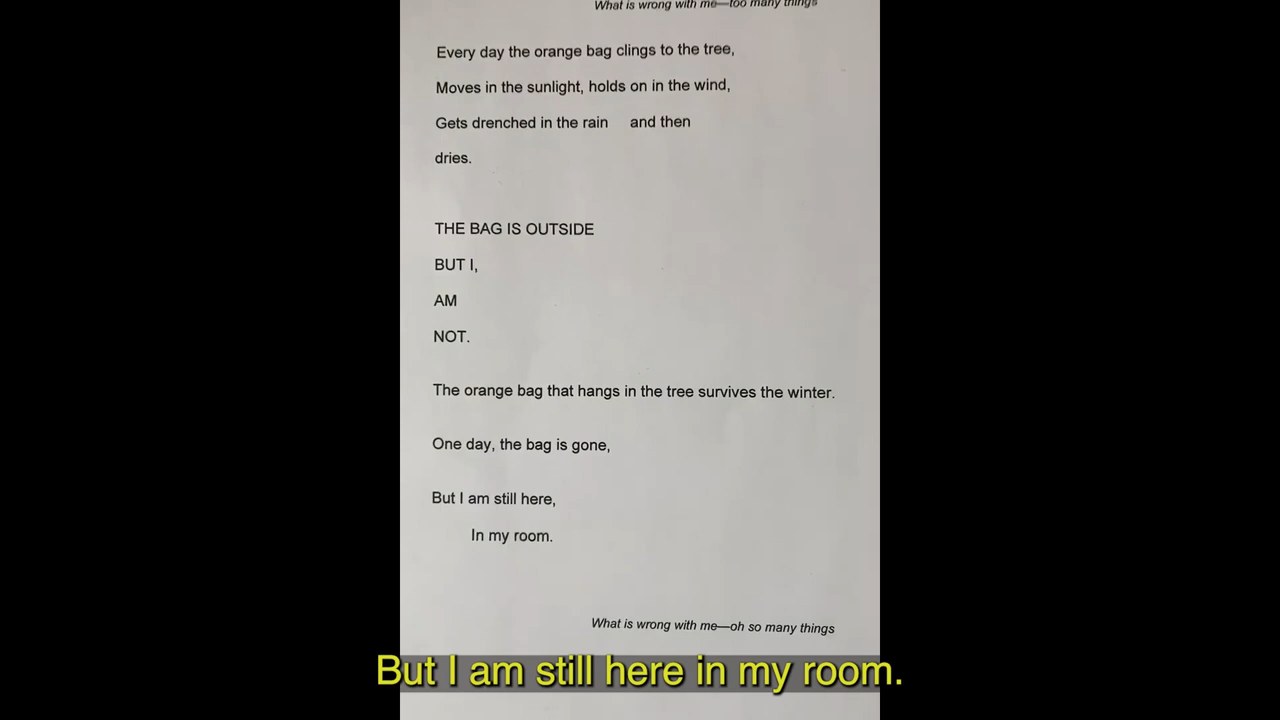 What is wrong with me—too many things
Every day the orange bag clings to the tree,
Moves in the sunlight, holds on in the wind,
Gets drenched in the rain and then
dries.
THE BAG IS OUTSIDE
BUT I,
AM
NOT.
The orange bag that hangs in the tree survives the winter.
One day, the bag is gone,
But I am still here,
In my room.
What is wrong with me—oh so many things
But I am still here in my room.